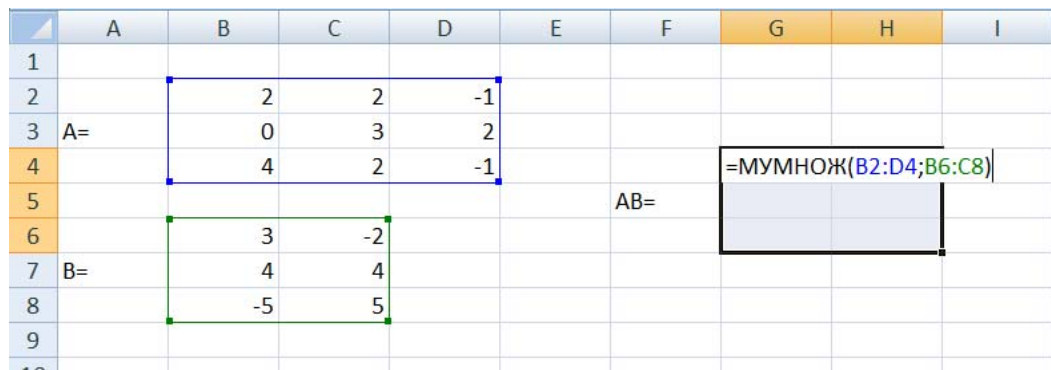 A B C D E F G H I
1
2 2 2 -1
3 A= 0 3 2
4 4 2 -1 =МУМНОЖ(B2:D4;B6:C8)
5 AB=
6 3 -2
7 B= 4 4
8 -5 5
9